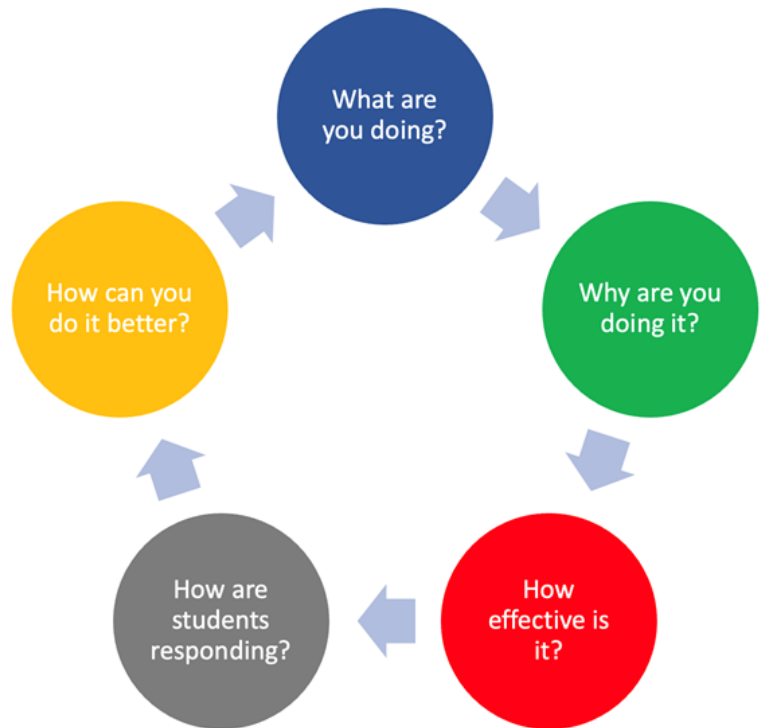 What are
you doing?
Why are you
doing it?
How
effective is
it?
How are
students
responding?
How can you
do it better?